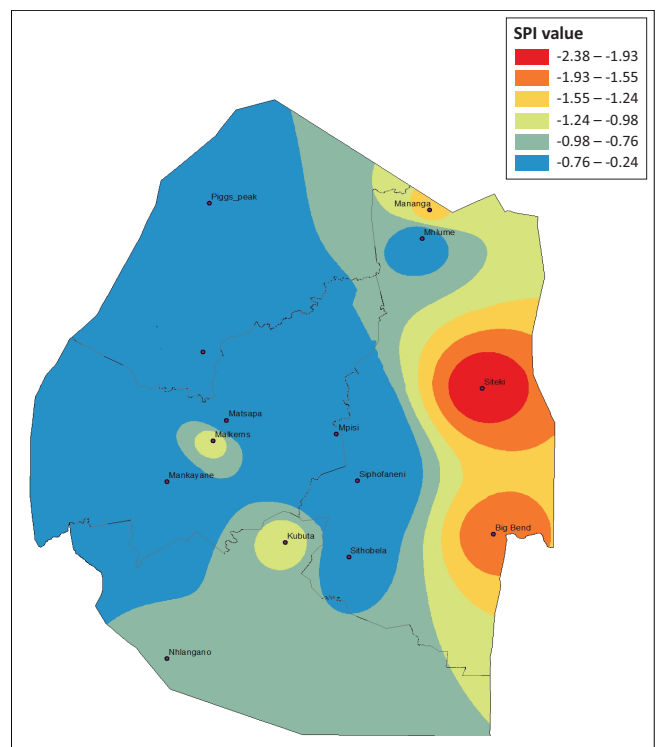 SPI value
-2.38 – -1.93
-1.93 – -1.55
-1.55 – -1.24
-1.24 – -0.98
-0.98 – -0.76
-0.76 – -0.24
Piggs_peak
Mananga
Mhlume
Siteki
Matsapa
Malkerns
Mpisi
Mankayane
Siphofaneni
Big Bend
Kubuta
Sithobela
Nhlangano